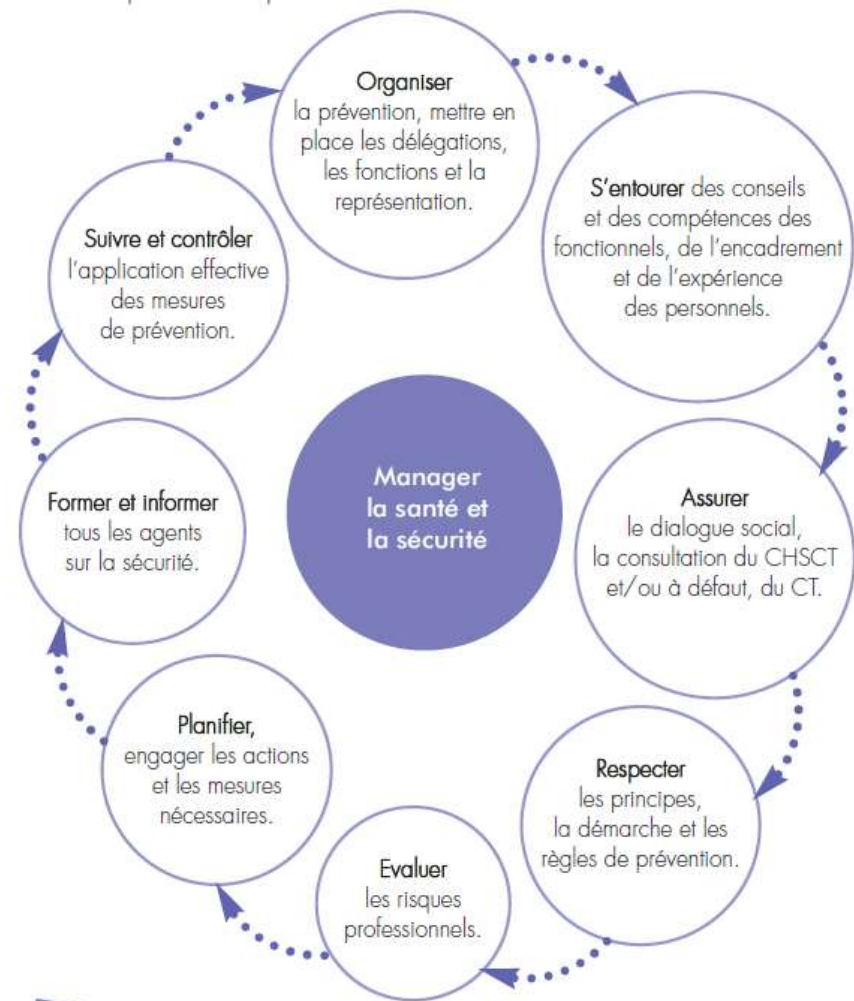 Organiser
la prévention, mettre en
place les délégations,
les fonctions et la
représentation.
S'entourer des conseils
et des compétences des
fonctionnels, de l'encadrement
et de l'expérience
des personnels.
Assurer
le dialogue social,
la consultation du CHSCT
et/ou à défaut, du CT.
Respecter
les principes,
la démarche et les
règles de prévention.
Evaluer
les risques
professionnels.
Planifier,
engager les actions
et les mesures
nécessaires.
Former et informer
tous les agents
sur la sécurité.
Suivre et contrôler
l'application effective
des mesures
de prévention.
Manager
la santé et
la sécurité